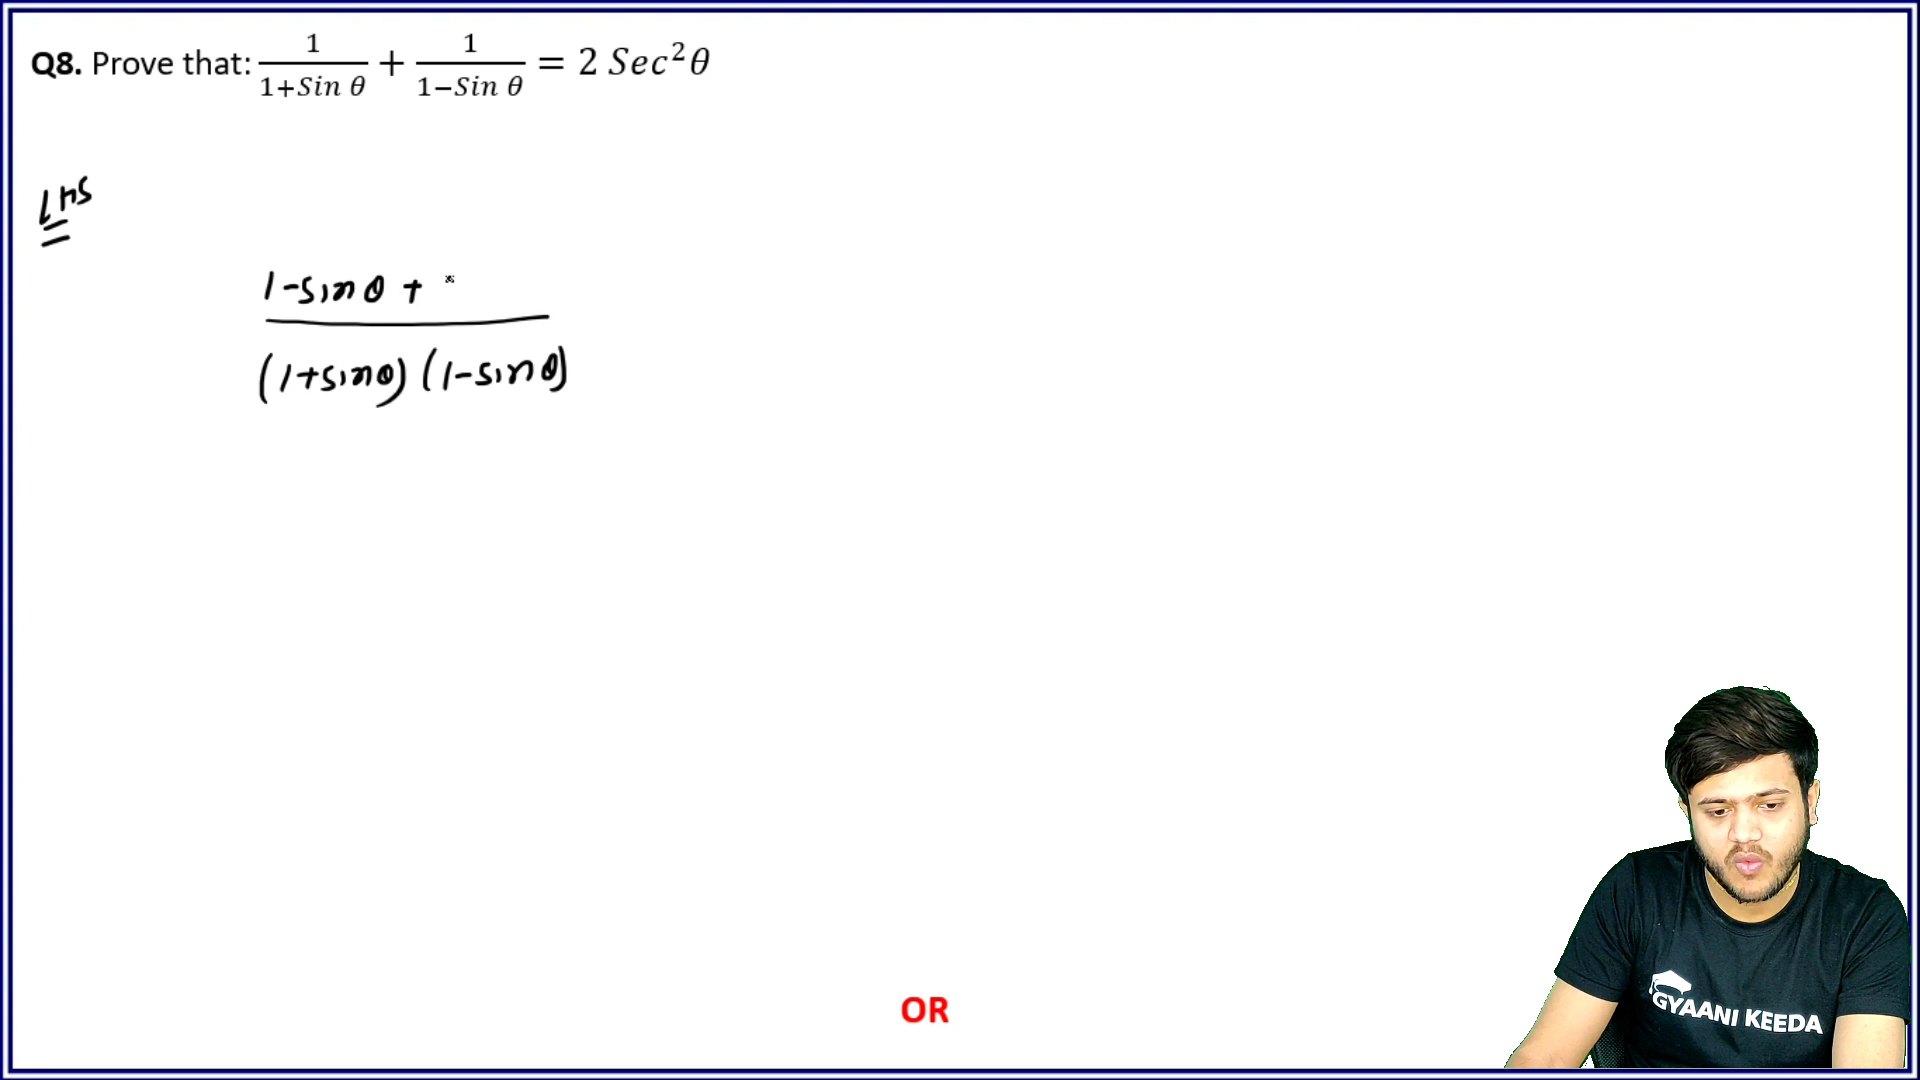 Q8. Prove that: 1/(1+Sin θ) + 1/(1−Sin θ) = 2 Sec²θ
LHS
1-sinθ +
(1+sinθ) (1-sinθ)
OR
GYAANI KEEDA